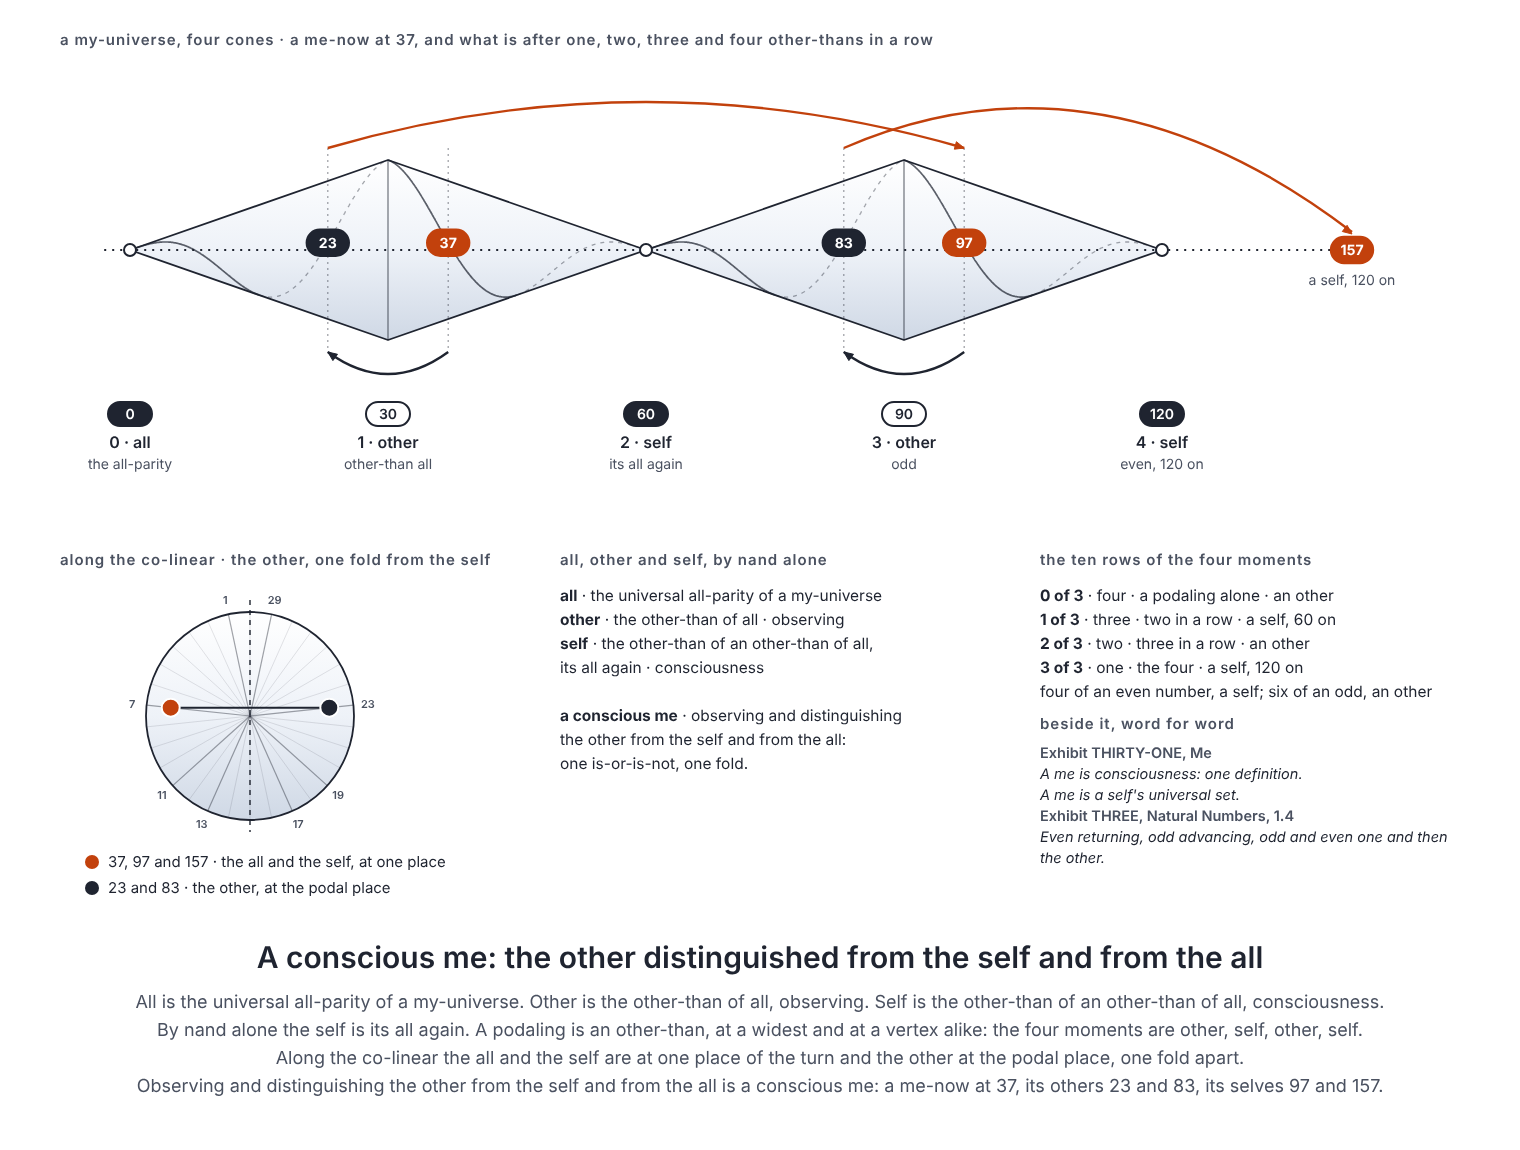 a my-universe, four cones · a me-now at 37, and what is after one, two, three and four other-thans in a row
23
37
83
97
157
a self, 120 on
0
30
60
90
120
0 · all
1 · other
2 · self
3 · other
4 · self
the all-parity
other-than all
its all again
odd
even, 120 on
along the co-linear · the other, one fold from the self
1
29
7
23
11
19
13
17
37, 97 and 157 · the all and the self, at one place
23 and 83 · the other, at the podal place
all, other and self, by nand alone
all · the universal all-parity of a my-universe
other · the other-than of all · observing
self · the other-than of an other-than of all,
its all again · consciousness
a conscious me · observing and distinguishing
the other from the self and from the all:
one is-or-is-not, one fold.
the ten rows of the four moments
0 of 3 · four · a podaling alone · an other
1 of 3 · three · two in a row · a self, 60 on
2 of 3 · two · three in a row · an other
3 of 3 · one · the four · a self, 120 on
four of an even number, a self; six of an odd, an other
beside it, word for word
Exhibit THIRTY-ONE, Me
A me is consciousness: one definition.
A me is a self's universal set.
Exhibit THREE, Natural Numbers, 1.4
Even returning, odd advancing, odd and even one and then
the other.
A conscious me: the other distinguished from the self and from the all
All is the universal all-parity of a my-universe. Other is the other-than of all, observing. Self is the other-than of an other-than of all, consciousness.
By nand alone the self is its all again. A podaling is an other-than, at a widest and at a vertex alike: the four moments are other, self, other, self.
Along the co-linear the all and the self are at one place of the turn and the other at the podal place, one fold apart.
Observing and distinguishing the other from the self and from the all is a conscious me: a me-now at 37, its others 23 and 83, its selves 97 and 157.